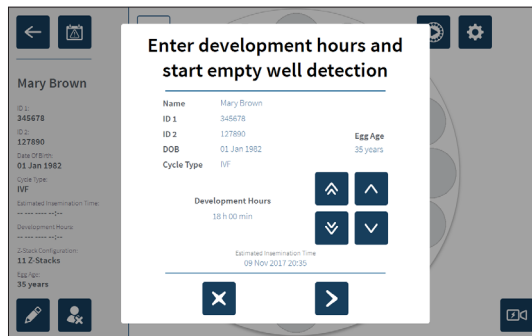 Mary Brown
ID 1:
345678
ID 2:
127890
Date Of Birth:
01 Jan 1982
Cycle Type:
IVF
Estimated Insemination Time:
-- --- ---- --:--
Development Hours:
-- --- ---- --:--
Z-Stack Configuration:
11 Z-Stacks
Egg Age:
35 years
Enter development hours and
start empty well detection
Name Mary Brown
ID 1 345678
ID 2 127890
Egg Age
DOB 01 Jan 1982
35 years
Cycle Type IVF
Development Hours
18 h 00 min
Estimated Insemination Time
09 Nov 2017 20:35